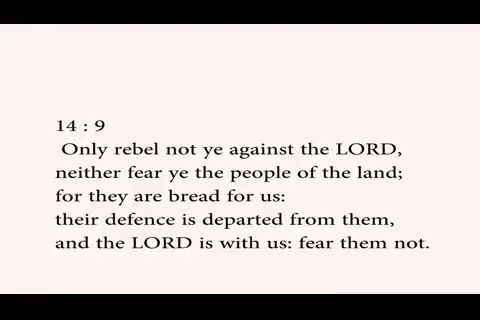 14 : 9
Only rebel not ye against the LORD,
neither fear ye the people of the land;
for they are bread for us:
their defence is departed from them,
and the LORD is with us: fear them not.